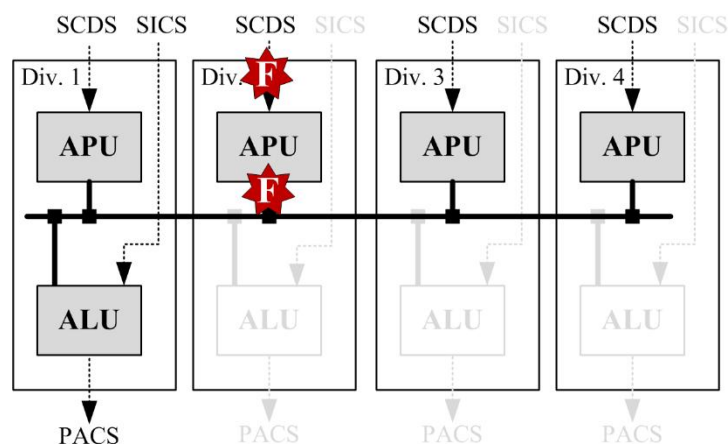 SCDS SICS SCDS SICS SCDS SICS SCDS SICS
Div. 1 Div. F Div. 3 Div. 4
APU APU APU APU
F
ALU ALU ALU ALU
PACS PACS PACS PACS